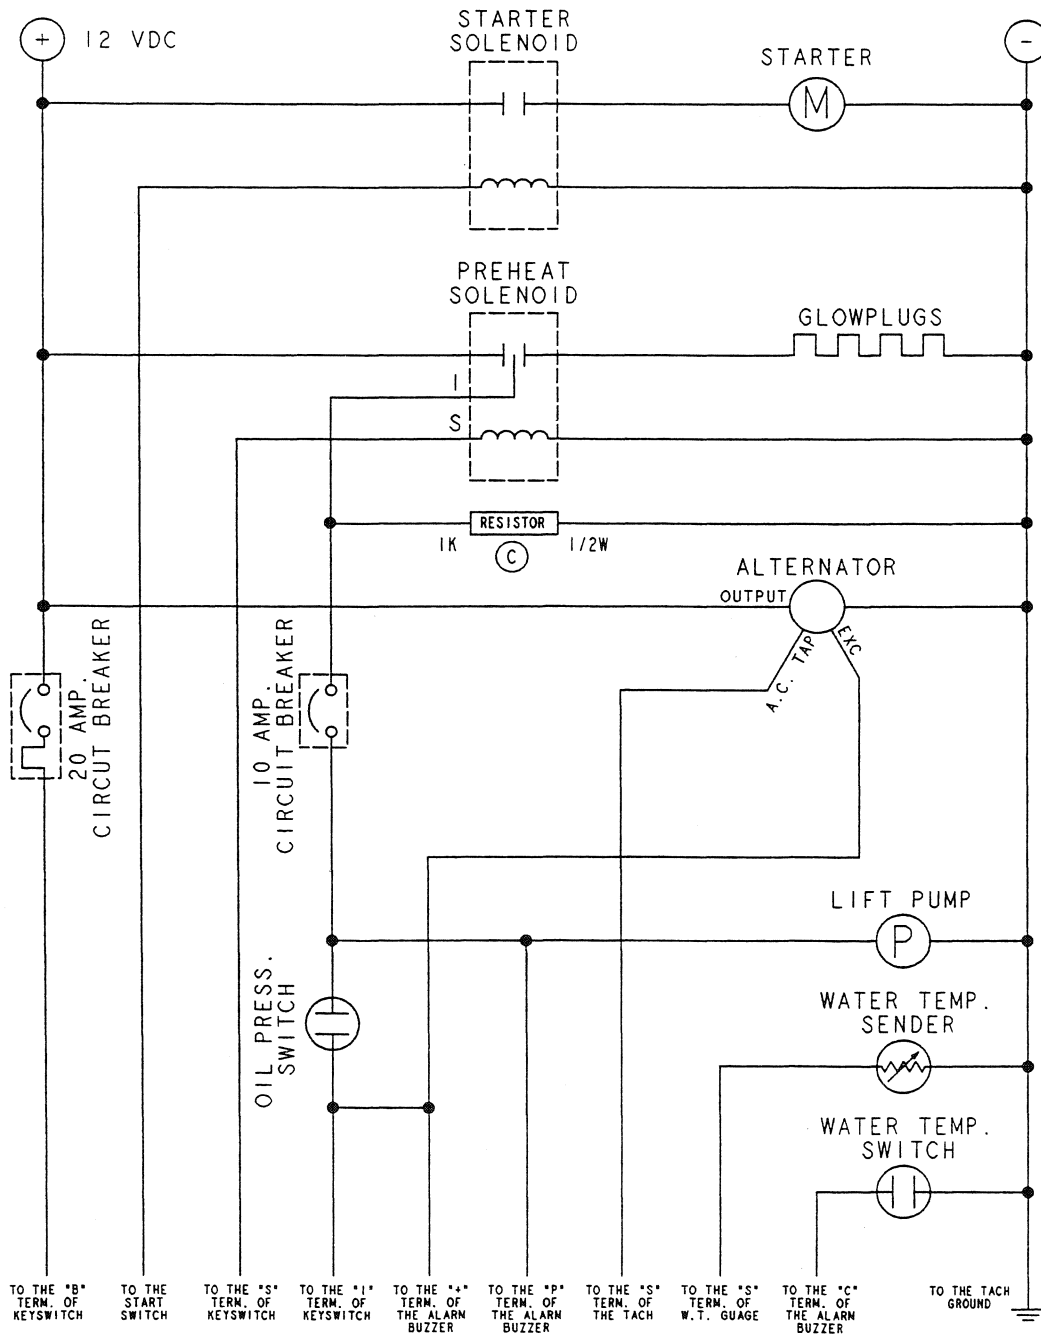 + 12 VDC
STARTER
SOLENOID
-
STARTER
M
PREHEAT
SOLENOID
GLOWPLUGS
I
S
RESISTOR
1K
C
1/2W
ALTERNATOR
OUTPUT
A.C. TAP
EXC
20 AMP.
CIRCUT BREAKER
10 AMP.
CIRCUIT BREAKER
LIFT PUMP
P
OIL PRESS.
SWITCH
WATER TEMP.
SENDER
WATER TEMP.
SWITCH
TO THE "B"
TERM. OF
KEYSWITCH
TO THE
START
SWITCH
TO THE "S"
TERM. OF
KEYSWITCH
TO THE "I"
TERM. OF
KEYSWITCH
TO THE "+"
TERM. OF
THE ALARM
BUZZER
TO THE "P"
TERM. OF
THE ALARM
BUZZER
TO THE "S"
TERM. OF
THE TACH
TO THE "S"
TERM. OF
W.T. GUAGE
TO THE "C"
TERM. OF
THE ALARM
BUZZER
TO THE TACH
GROUND